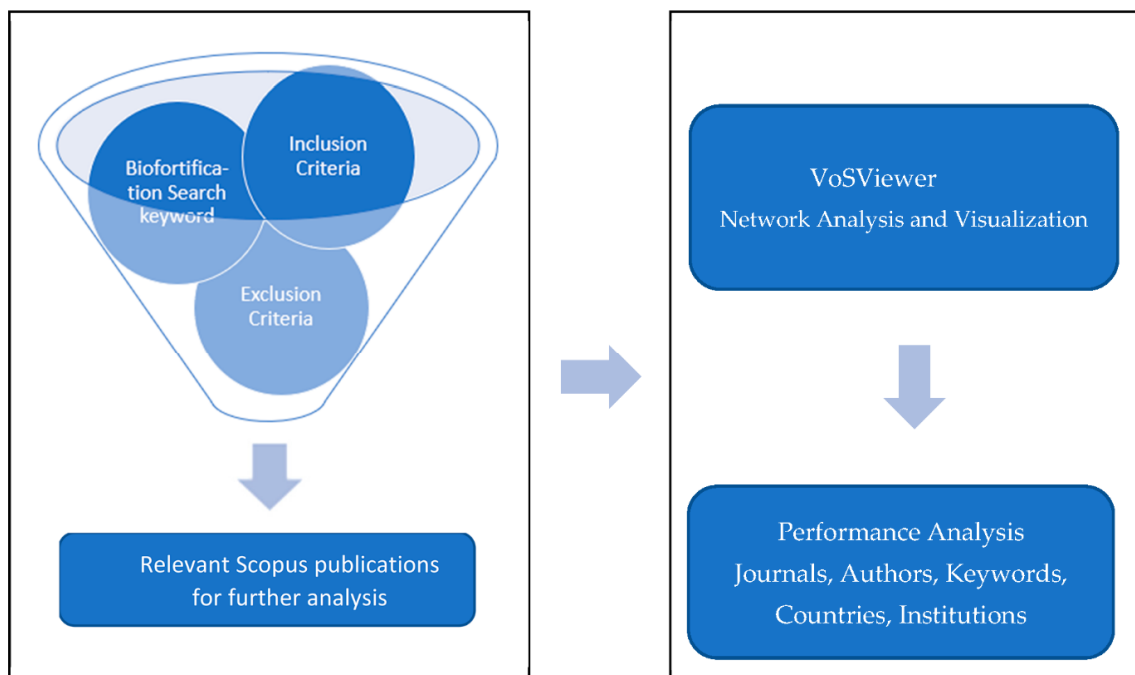 Biofortifica-
tion Search
keyword
Inclusion
Criteria
Exclusion
Criteria
Relevant Scopus publications
for further analysis
VoSViewer
Network Analysis and Visualization
Performance Analysis
Journals, Authors, Keywords,
Countries, Institutions